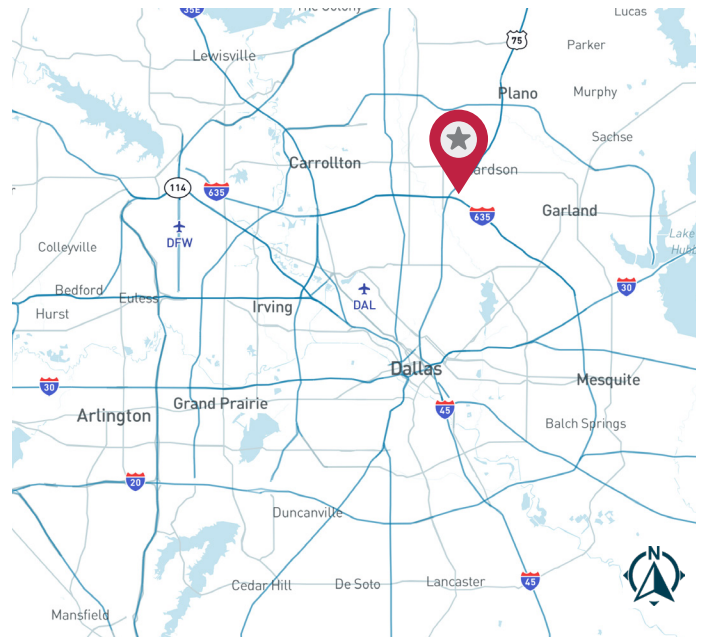 35E
The Colony
Lucas
75
Parker
Lewisville
Plano
Murphy
Sachse
Carrollton
ardson
114
635
635
Garland
DFW
Colleyville
Lake
Hubb
Bedford
Euless
30
DAL
Hurst
Irving
Dallas
30
Mesquite
Grand Prairie
45
Arlington
Balch Springs
20
Duncanville
N
45
Cedar Hill
De Soto
Lancaster
Mansfield